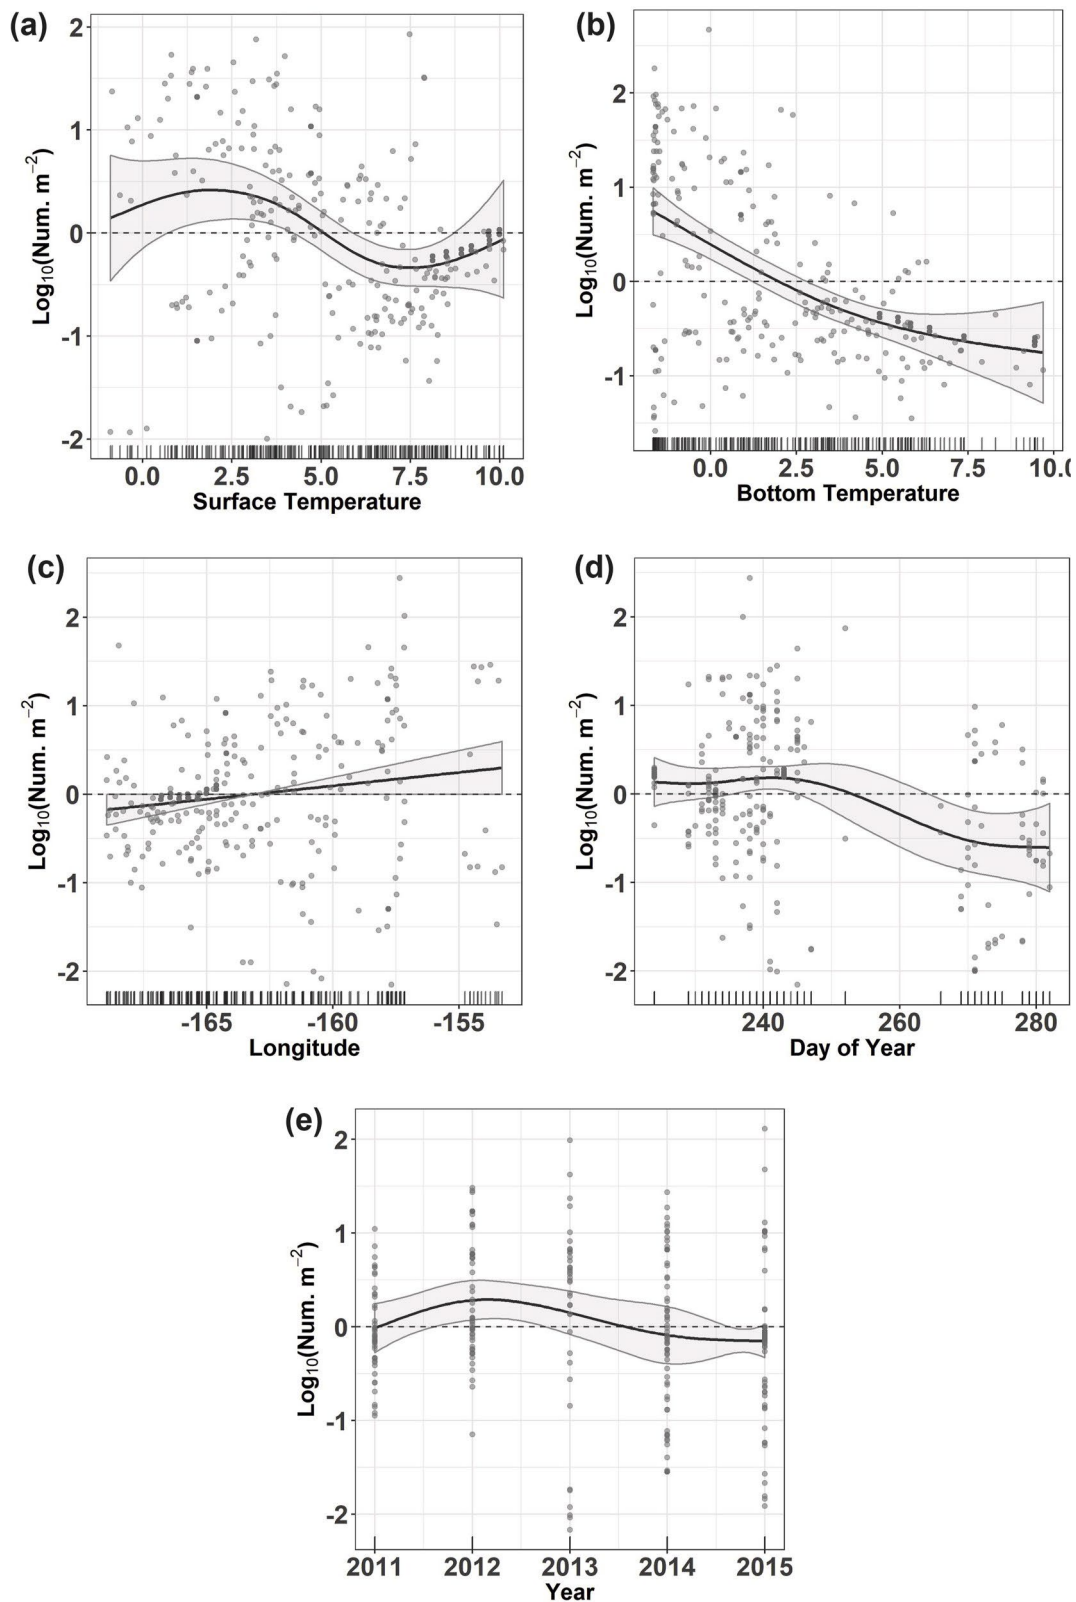 (a)
Log₁₀(Num. m⁻²)
2
1
0
-1
-2
0.0 2.5 5.0 7.5 10.0
Surface Temperature
(b)
Log₁₀(Num. m⁻²)
2
1
0
-1
0.0 2.5 5.0 7.5 10.0
Bottom Temperature
(c)
Log₁₀(Num. m⁻²)
2
1
0
-1
-2
-165 -160 -155
Longitude
(d)
Log₁₀(Num. m⁻²)
2
1
0
-1
-2
240 260 280
Day of Year
(e)
Log₁₀(Num. m⁻²)
2
1
0
-1
-2
2011 2012 2013 2014 2015
Year